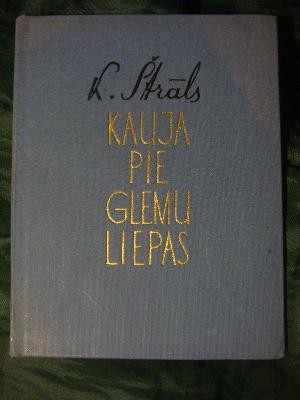 K. Štrāls
KAUJA
PIE
GLEMU
LIEPAS